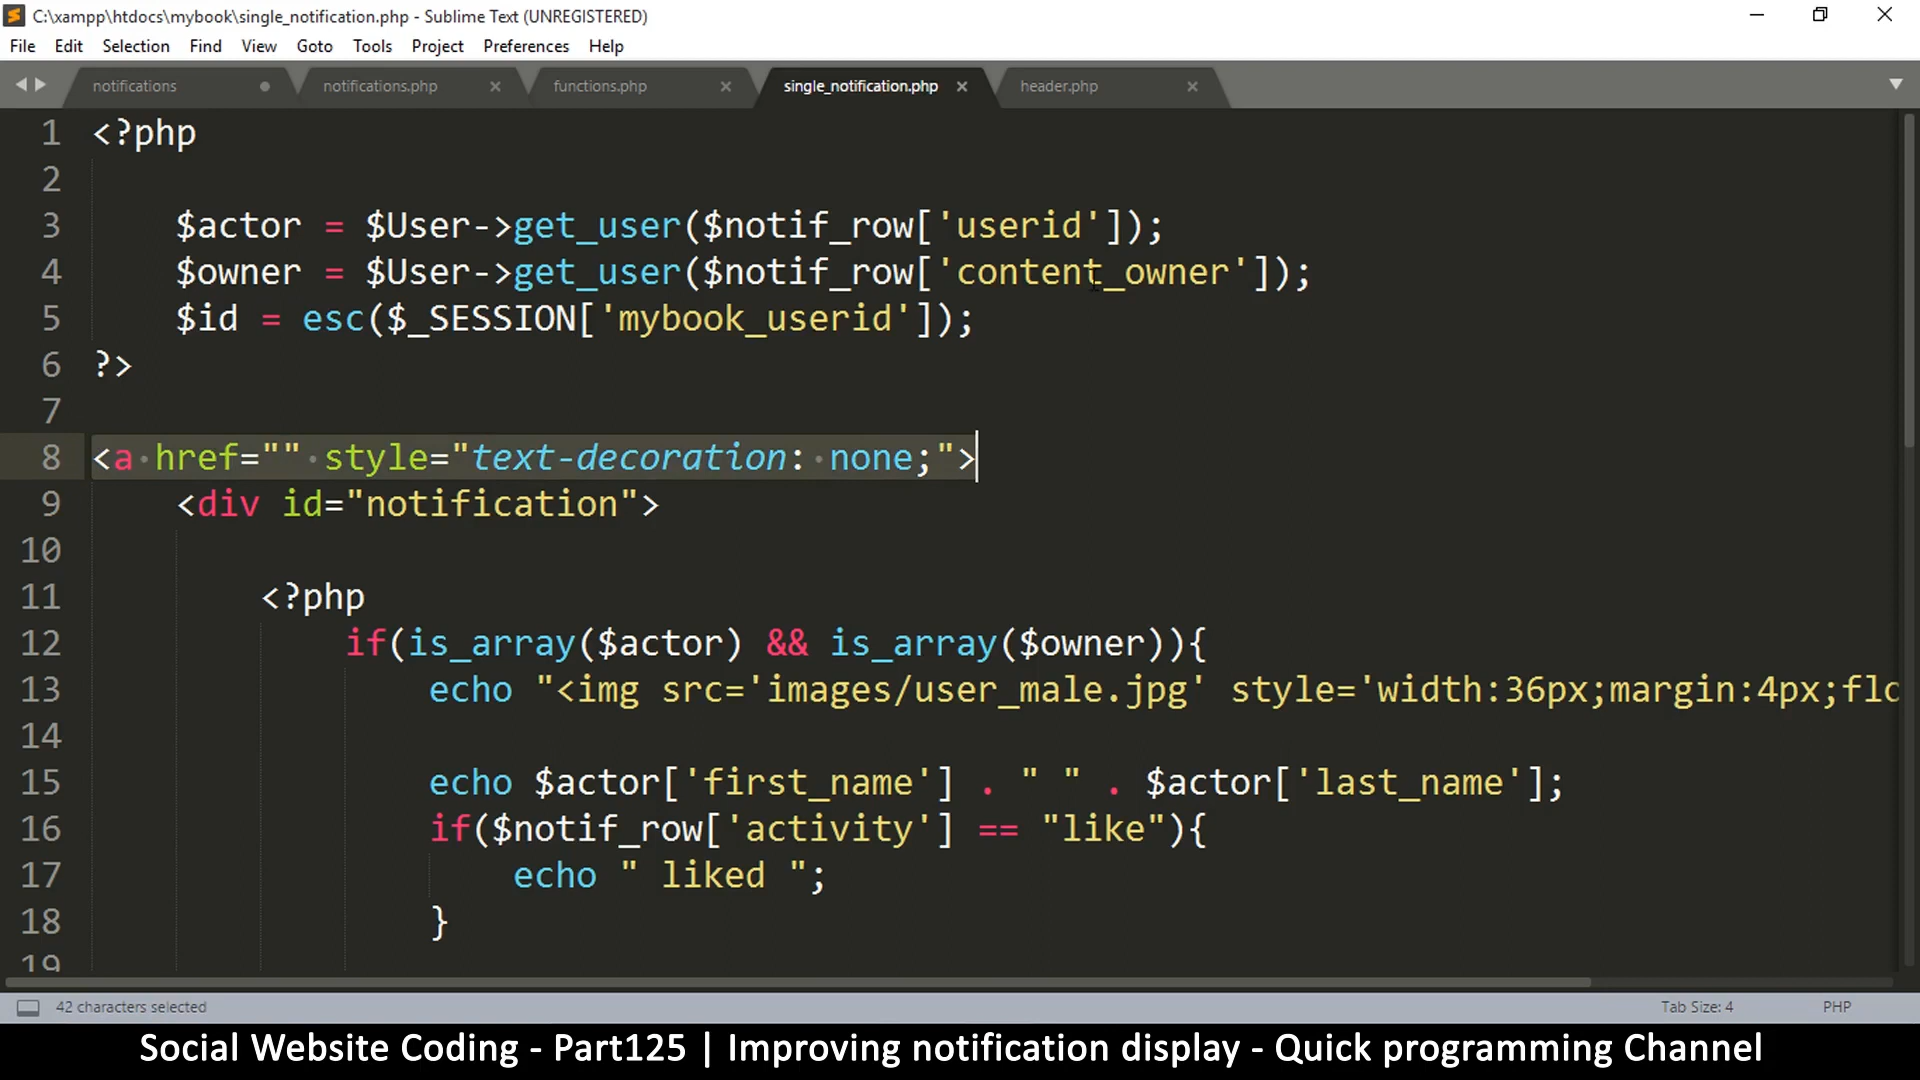 C:\xampp\htdocs\mybook\single_notification.php - Sublime Text (UNREGISTERED)
File Edit Selection Find View Goto Tools Project Preferences Help
notifications notifications.php functions.php single_notification.php header.php
1 <?php
2
3 $actor = $User->get_user($notif_row['userid']);
4 $owner = $User->get_user($notif_row['content_owner']);
5 $id = esc($_SESSION['mybook_userid']);
6 ?>
7
8 <a href="" style="text-decoration: none;">
9 <div id="notification">
10
11 <?php
12 if(is_array($actor) && is_array($owner)){
13 echo "<img src='images/user_male.jpg' style='width:36px;margin:4px;flo
14
15 echo $actor['first_name'] . " " . $actor['last_name'];
16 if($notif_row['activity'] == "like"){
17 echo " liked ";
18 }
19
42 characters selected Tab Size: 4 PHP
Social Website Coding - Part125 | Improving notification display - Quick programming Channel